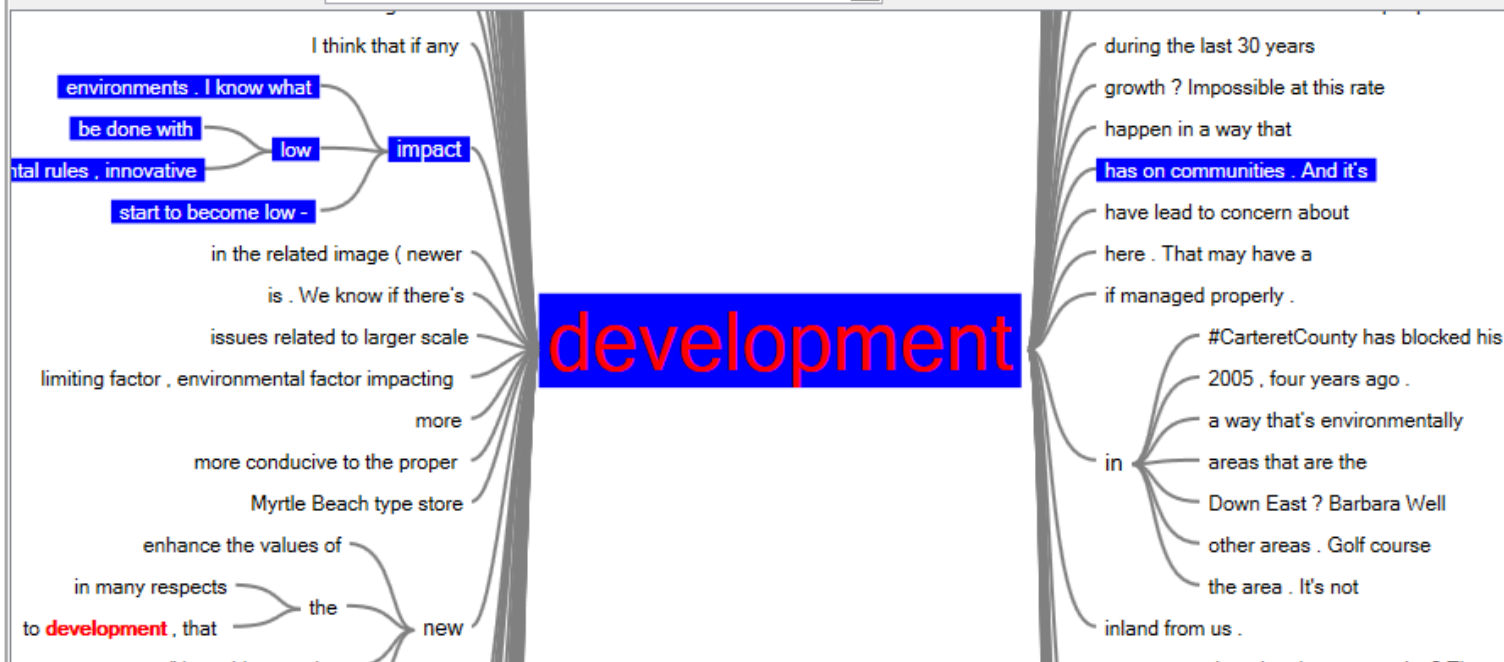 I think that if any
environments . I know what
be done with
low
impact
ntal rules , innovative
start to become low -
in the related image ( newer
is . We know if there's
issues related to larger scale
limiting factor , environmental factor impacting
more
more conducive to the proper
Myrtle Beach type store
enhance the values of
in many respects
the
to development , that
new
development
during the last 30 years
growth ? Impossible at this rate
happen in a way that
has on communities . And it's
have lead to concern about
here . That may have a
if managed properly .
in
#CarteretCounty has blocked his
2005 , four years ago .
a way that's environmentally
areas that are the
Down East ? Barbara Well
other areas . Golf course
the area . It's not
inland from us .